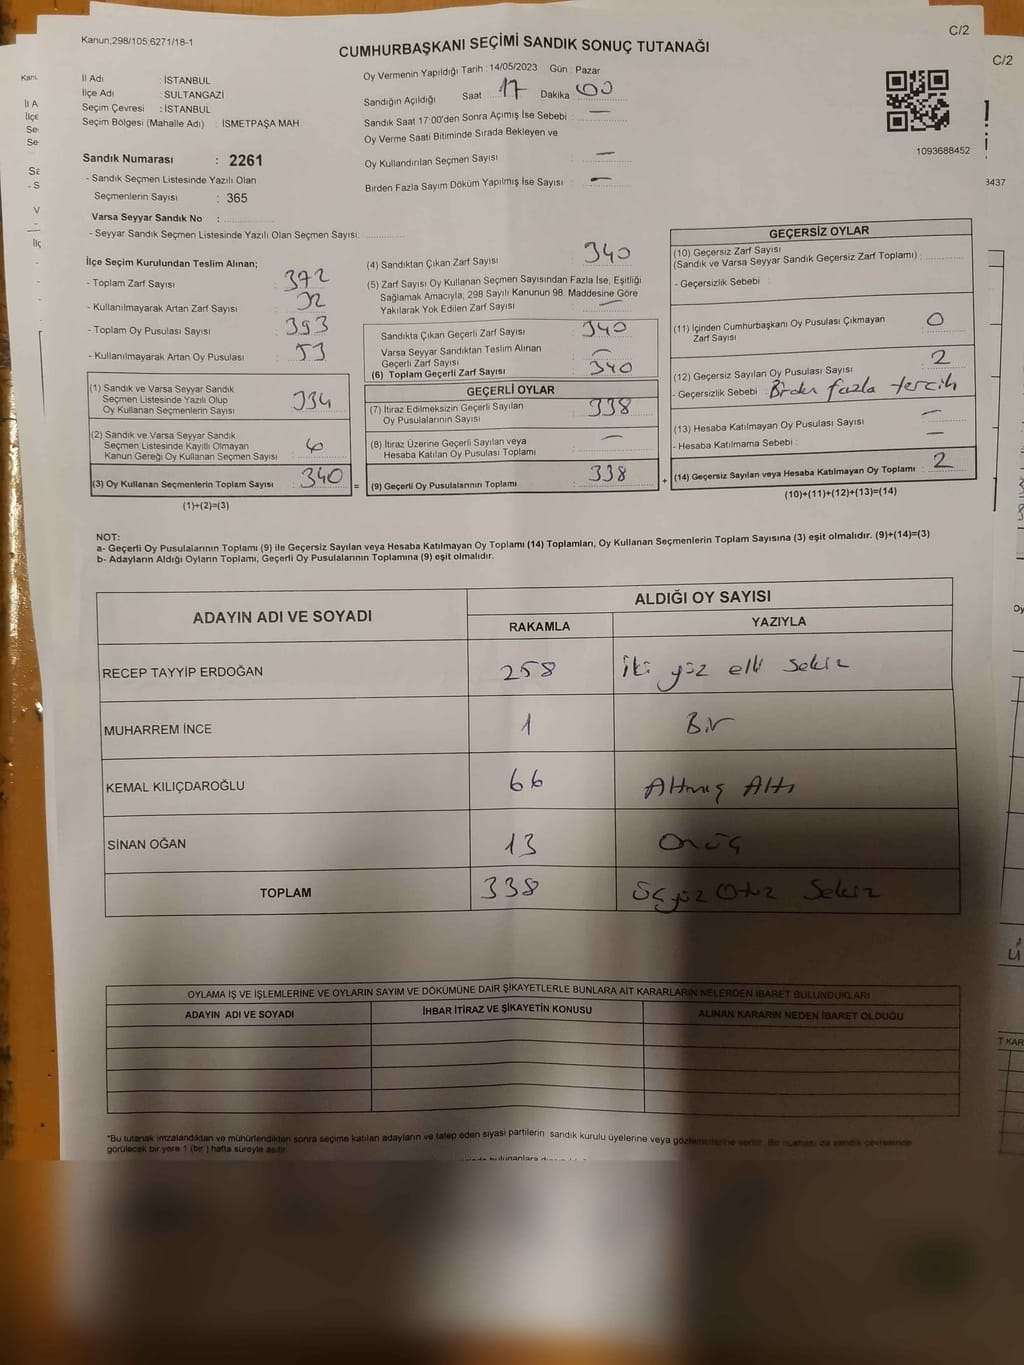 Kanun;298/105;6271/18-1
C/2
CUMHURBAŞKANI SEÇİMİ SANDIK SONUÇ TUTANAĞI
İl Adı : İSTANBUL
İlçe Adı : SULTANGAZİ
Seçim Çevresi : İSTANBUL
Seçim Bölgesi (Mahalle Adı) : İSMETPAŞA MAH.
Oy Vermenin Yapıldığı Tarih : 14/05/2023 Gün : Pazar
Sandığın Açıldığı Saat 17 Dakika 00
Sandık Saat 17:00'den Sonra Açımış İse Sebebi : —
Oy Verme Saati Bitiminde Sırada Bekleyen ve
Oy Kullandırılan Seçmen Sayısı : —
Birden Fazla Sayım Döküm Yapılmış İse Sayısı : —
1093688452
Sandık Numarası : 2261
- Sandık Seçmen Listesinde Yazılı Olan
Seçmenlerin Sayısı : 365
Varsa Seyyar Sandık No :
- Seyyar Sandık Seçmen Listesinde Yazılı Olan Seçmen Sayısı:
İlçe Seçim Kurulundan Teslim Alınan;
- Toplam Zarf Sayısı : 372
- Kullanılmayarak Artan Zarf Sayısı : 32
- Toplam Oy Pusulası Sayısı : 393
- Kullanılmayarak Artan Oy Pusulası : 53
(1) Sandık ve Varsa Seyyar Sandık
Seçmen Listesinde Yazılı Olup
Oy Kullanan Seçmenlerin Sayısı : 334
(2) Sandık ve Varsa Seyyar Sandık
Seçmen Listesinde Kayıtlı Olmayan
Kanun Gereği Oy Kullanan Seçmen Sayısı : 6
(3) Oy Kullanan Seçmenlerin Toplam Sayısı : 340 =
(1)+(2)=(3)
(4) Sandıktan Çıkan Zarf Sayısı : 340
(5) Zarf Sayısı Oy Kullanan Seçmen Sayısından Fazla İse, Eşitliği
Sağlamak Amacıyla, 298 Sayılı Kanunun 98. Maddesine Göre
Yakılarak Yok Edilen Zarf Sayısı : —
Sandıkta Çıkan Geçerli Zarf Sayısı : 340
Varsa Seyyar Sandıktan Teslim Alınan
Geçerli Zarf Sayısı : —
(6) Toplam Geçerli Zarf Sayısı : 340
GEÇERLİ OYLAR
(7) İtiraz Edilmeksizin Geçerli Sayılan
Oy Pusulasının Sayısı : 338
(8) İtiraz Üzerine Geçerli Sayılan veya
Hesaba Katılan Oy Pusulası Toplamı : —
(9) Geçerli Oy Pusulalarının Toplamı : 338 +
GEÇERSİZ OYLAR
(10) Geçersiz Zarf Sayısı
(Sandık ve Varsa Seyyar Sandık Geçersiz Zarf Toplamı) :
- Geçersizlik Sebebi :
(11) İçinden Cumhurbaşkanı Oy Pusulası Çıkmayan
Zarf Sayısı : 0
(12) Geçersiz Sayılan Oy Pusulası Sayısı : 2
- Geçersizlik Sebebi : Birden fazla tercih
(13) Hesaba Katılmayan Oy Pusulası Sayısı : —
- Hesaba Katılmama Sebebi : —
(14) Geçersiz Sayılan veya Hesaba Katılmayan Oy Toplamı : 2
(10)+(11)+(12)+(13)=(14)
NOT:
a- Geçerli Oy Pusulalarının Toplamı (9) ile Geçersiz Sayılan veya Hesaba Katılmayan Oy Toplamı (14) Toplamları, Oy Kullanan Seçmenlerin Toplam Sayısına (3) eşit olmalıdır. (9)+(14)=(3)
b- Adayların Aldığı Oyların Toplamı, Geçerli Oy Pusulalarının Toplamına (9) eşit olmalıdır.
ADAYIN ADI VE SOYADI
ALDIĞI OY SAYISI
RAKAMLA YAZIYLA
RECEP TAYYİP ERDOĞAN 258 iki yüz elli sekiz
MUHARREM İNCE 1 Bir
KEMAL KILIÇDAROĞLU 66 Altmış Altı
SİNAN OĞAN 13 Onüç
TOPLAM 338 Üçyüz Otuz Sekiz
OYLAMA İŞ VE İŞLEMLERİNE VE OYLARIN SAYIM VE DÖKÜMÜNE DAİR ŞİKAYETLERLE BUNLARA AİT KARARLARIN NELERDEN İBARET BULUNDUKLARI
ADAYIN ADI VE SOYADI İHBAR İTİRAZ VE ŞİKAYETİN KONUSU ALINAN KARARIN NEDEN İBARET OLDUĞU
*Bu tutanak imzalandıktan ve mühürlendikten sonra seçime katılan adayların ve talep eden siyasi partilerin sandık kurulu üyelerine veya gözlemcilerine verilir. Bir nüshası da sandık çevresinde
görülecek bir yere 1 (bir) hafta süreyle asılır.
C/2